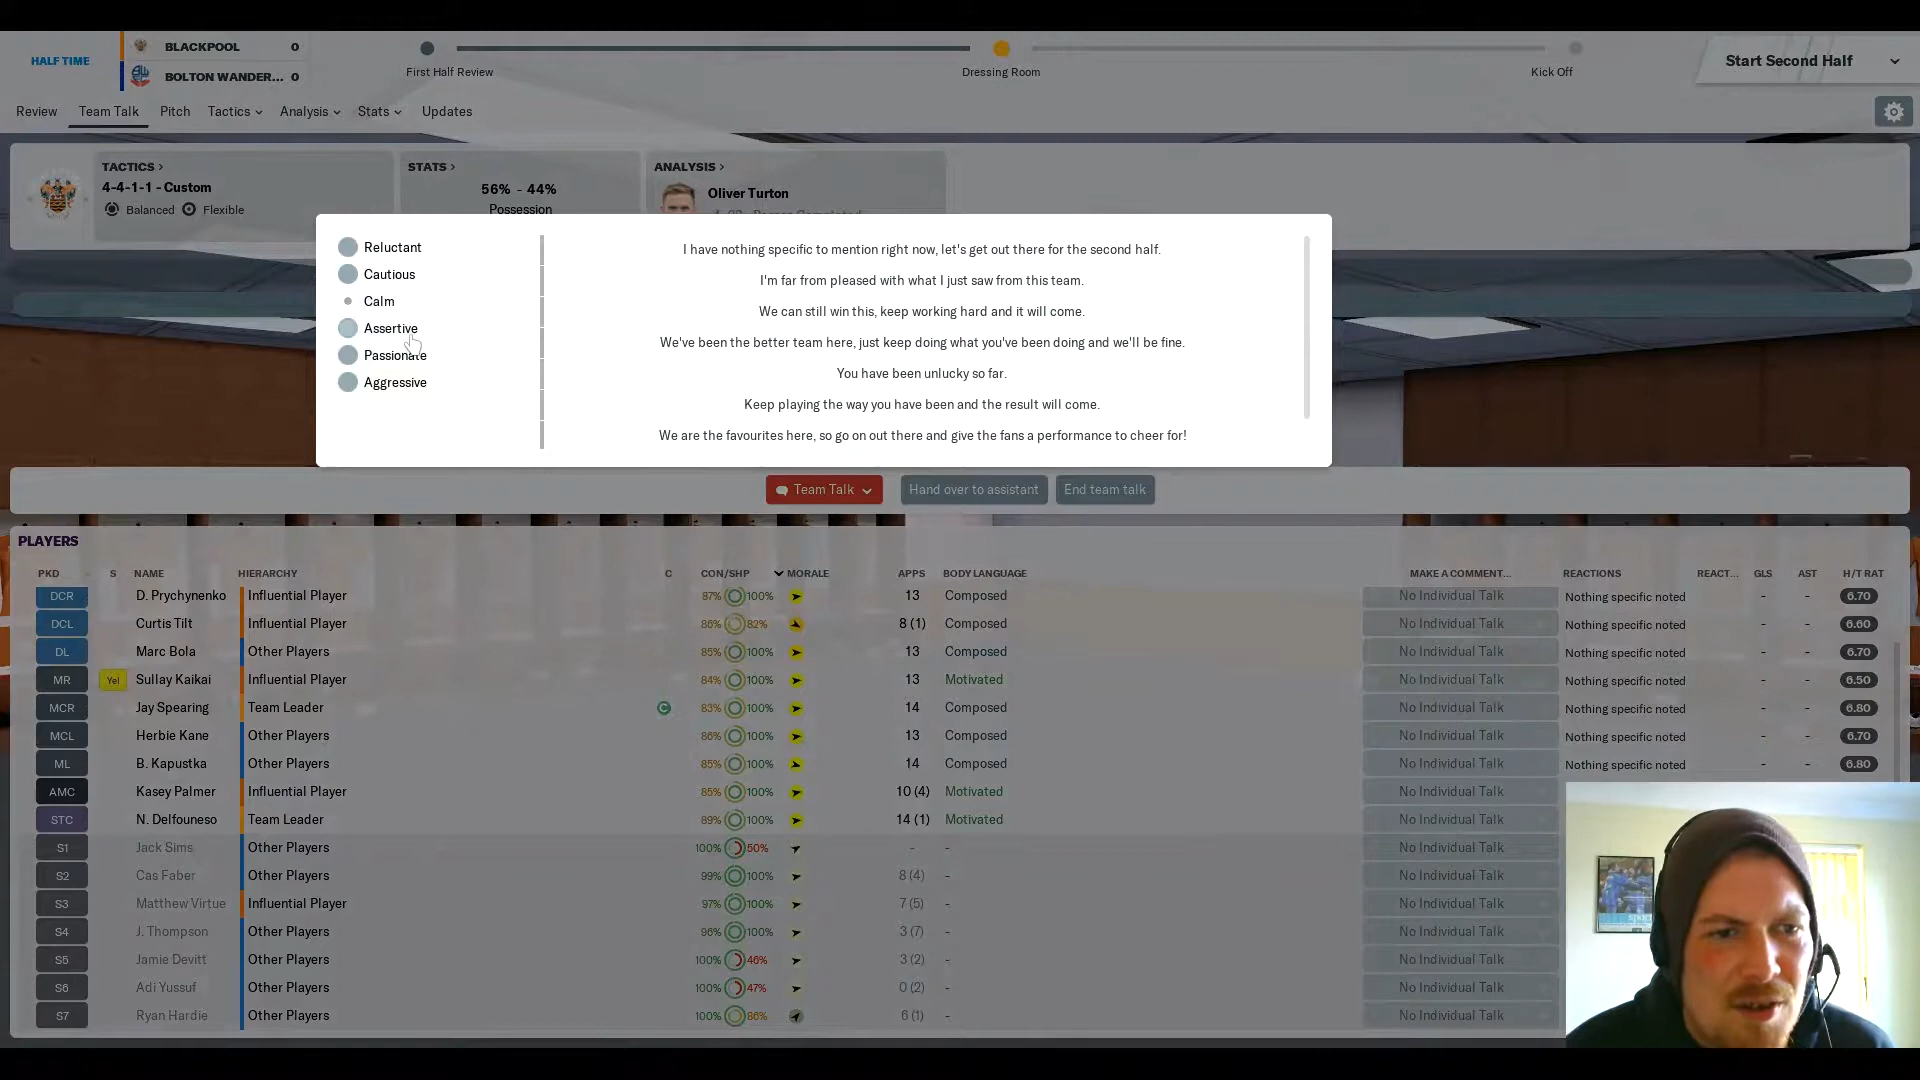 HALF TIME
BLACKPOOL 0
BOLTON WANDER... 0
First Half Review
Dressing Room
Kick Off
Start Second Half
Review Team Talk Pitch Tactics Analysis Stats Updates
TACTICS >
4-4-1-1 - Custom
Balanced Flexible
STATS >
56% - 44%
Possession
ANALYSIS >
Oliver Turton
Reluctant
Cautious
Calm
Assertive
Passionate
Aggressive
I have nothing specific to mention right now, let's get out there for the second half.
I'm far from pleased with what I just saw from this team.
We can still win this, keep working hard and it will come.
We've been the better team here, just keep doing what you've been doing and we'll be fine.
You have been unlucky so far.
Keep playing the way you have been and the result will come.
We are the favourites here, so go on out there and give the fans a performance to cheer for!
Team Talk Hand over to assistant End team talk
PLAYERS
PKD S NAME HIERARCHY C CON/SHP MORALE APPS BODY LANGUAGE MAKE A COMMENT... REACTIONS REACT... GLS AST H/T RAT
DCR D. Prychynenko Influential Player 87% 100% 13 Composed No Individual Talk Nothing specific noted - - 6.70
DCL Curtis Tilt Influential Player 86% 82% 8 (1) Composed No Individual Talk Nothing specific noted - - 6.60
DL Marc Bola Other Players 85% 100% 13 Composed No Individual Talk Nothing specific noted - - 6.70
MR Yel Sullay Kaikai Influential Player 84% 100% 13 Motivated No Individual Talk Nothing specific noted - - 6.50
MCR Jay Spearing Team Leader C 83% 100% 14 Composed No Individual Talk Nothing specific noted - - 6.80
MCL Herbie Kane Other Players 86% 100% 13 Composed No Individual Talk Nothing specific noted - - 6.70
ML B. Kapustka Other Players 85% 100% 14 Composed No Individual Talk Nothing specific noted - - 6.80
AMC Kasey Palmer Influential Player 85% 100% 10 (4) Motivated No Individual Talk
STC N. Delfouneso Team Leader 89% 100% 14 (1) Motivated No Individual Talk
S1 Jack Sims Other Players 100% 50% - - No Individual Talk
S2 Cas Faber Other Players 99% 100% 8 (4) - No Individual Talk
S3 Matthew Virtue Influential Player 97% 100% 7 (5) - No Individual Talk
S4 J. Thompson Other Players 96% 100% 3 (7) - No Individual Talk
S5 Jamie Devitt Other Players 100% 46% 3 (2) - No Individual Talk
S6 Adi Yussuf Other Players 100% 47% 0 (2) - No Individual Talk
S7 Ryan Hardie Other Players 100% 86% 6 (1) - No Individual Talk